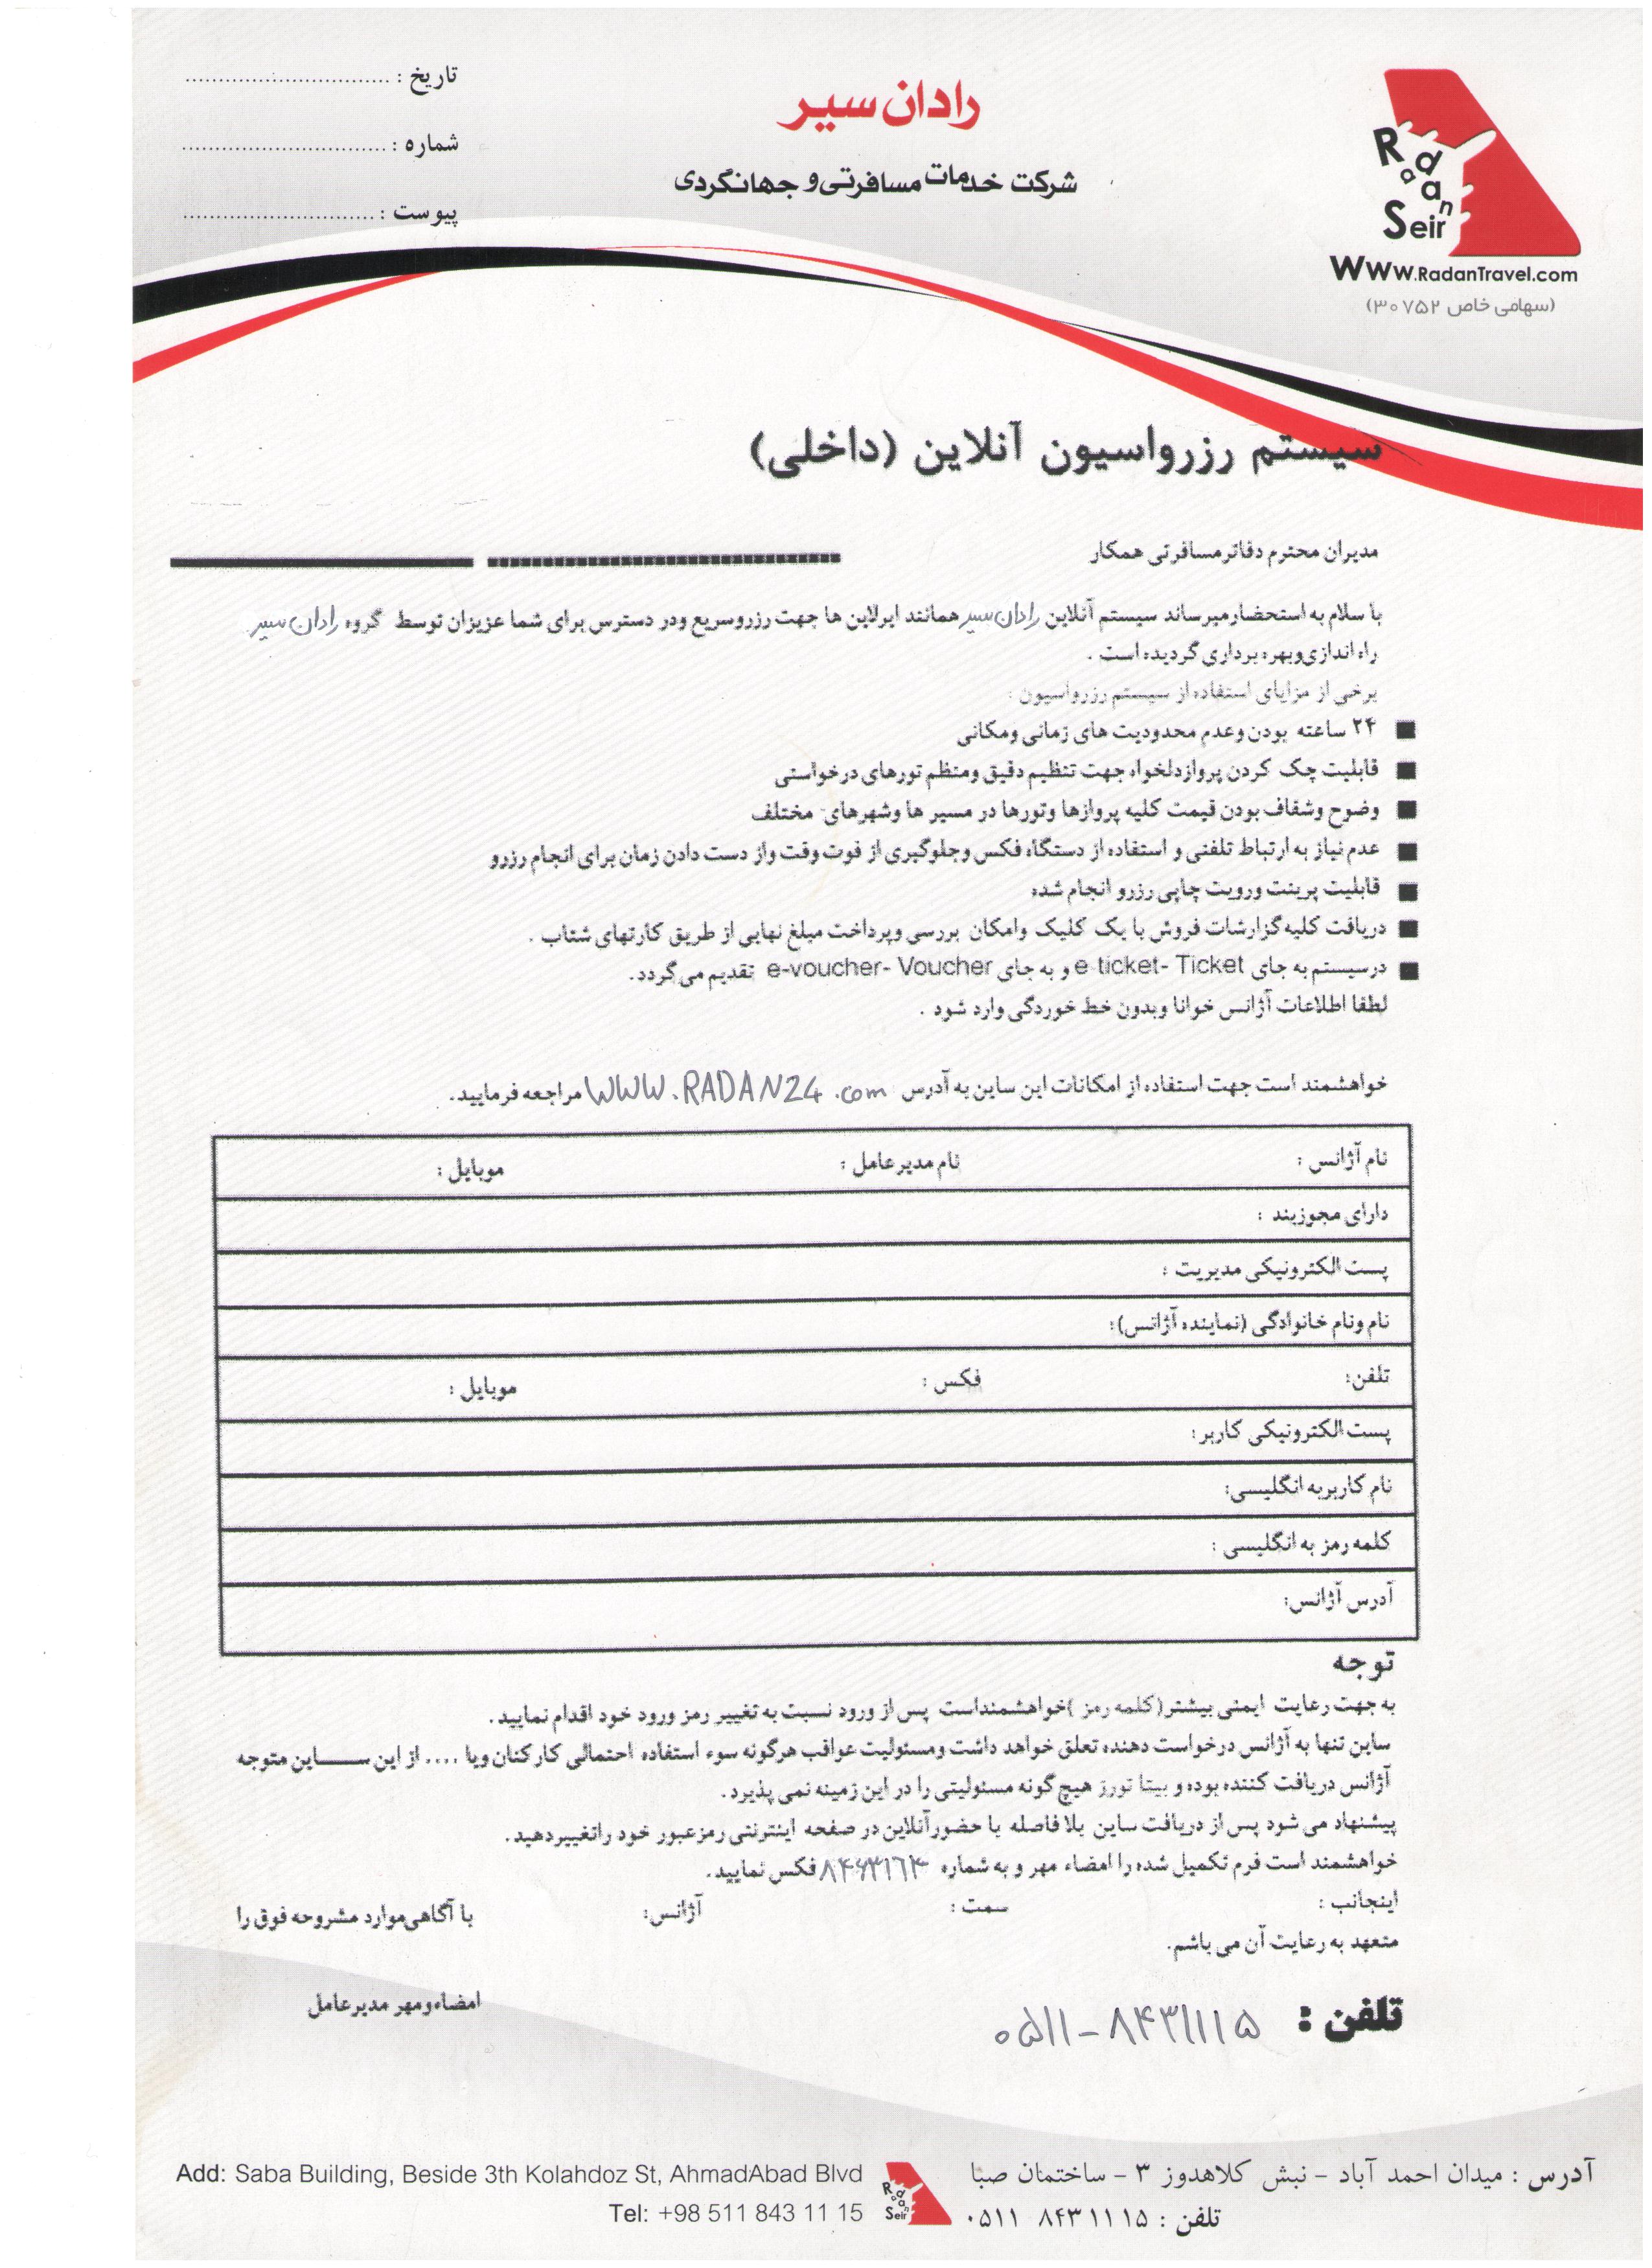 تاریخ : ...............................
شماره : ...............................
پیوست : .............................
رادان سیر
شرکت خدمات مسافرتی و جهانگردی
Radan
Seir
WWW.RadanTravel.com
(سهامی خاص ۳۰۷۵۲)
سیستم رزرواسیون آنلاین (داخلی)
مدیران محترم دفاتر مسافرتی همکار
با سلام به استحضار میرساند سیستم آنلاین رادان سیر همانند ایرلاین ها جهت رزرو سریع ودر دسترس برای شما عزیزان توسط گروه رادان سیر
راه اندازی وبهره برداری گردیده است .
برخی از مزایای استفاده از سیستم رزرواسیون :
■ ۲۴ ساعته بودن وعدم محدودیت های زمانی ومکانی
■ قابلیت چک کردن پرواز دلخواه جهت تنظیم دقیق ومنظم تورهای درخواستی
■ وضوح وشفاف بودن قیمت کلیه پروازها وتورها در مسیر ها وشهرهای مختلف
■ عدم نیاز به ارتباط تلفنی و استفاده از دستگاه فکس وجلوگیری از فوت وقت واز دست دادن زمان برای انجام رزرو
■ قابلیت پرینت ورویت چاپی رزرو انجام شده
■ دریافت کلیه گزارشات فروش با یک کلیک وامکان بررسی وپرداخت مبلغ نهایی از طریق کارتهای شتاب .
■ درسیستم به جای e ticket- Ticket و به جای e-voucher- Voucher تقدیم می گردد.
لطفا اطلاعات آژانس خوانا وبدون خط خوردگی وارد شود .
خواهشمند است جهت استفاده از امکانات این ساین به آدرس WWW.RADAN24.com مراجعه فرمایید.
نام آژانس : نام مدیر عامل : موبایل :
دارای مجوزبند :
پست الکترونیکی مدیریت :
نام ونام خانوادگی (نماینده آژانس):
تلفن: فکس : موبایل :
پست الکترونیکی کاربر:
نام کاربربه انگلیسی:
کلمه رمز به انگلیسی :
آدرس آژانس:
توجه
به جهت رعایت ایمنی بیشتر(کلمه رمز )خواهشمنداست پس از ورود نسبت به تغییر رمز ورود خود اقدام نمایید.
ساین تنها به آژانس درخواست دهنده تعلق خواهد داشت ومسئولیت عواقب هرگونه سوء استفاده احتمالی کارکنان ویا .... از این ســـــاین متوجه
آژانس دریافت کننده بوده و بیتا تورز هیچ گونه مسئولیتی را در این زمینه نمی پذیرد.
پیشنهاد می شود پس از دریافت ساین بلا فاصله با حضور آنلاین در صفحه اینترنتی رمز عبور خود را تغییر دهید.
خواهشمند است فرم تکمیل شده را امضاء مهر و به شماره ۸۴۶۳۱۶۳ فکس نمایید.
اینجانب : سمت : آژانس: با آگاهی موارد مشروحه فوق را
متعهد به رعایت آن می باشم.
امضاء ومهر مدیر عامل
تلفن : ۰۵۱۱-۸۴۳۱۱۱۵
آدرس : میدان احمد آباد - نبش کلاهدوز ۳ - ساختمان صبا
تلفن : ۰۵۱۱ ۸۴۳ ۱۱ ۱۵
Radan
Seir
Add: Saba Building, Beside 3th Kolahdoz St, AhmadAbad Blvd
Tel: +98 511 843 11 15